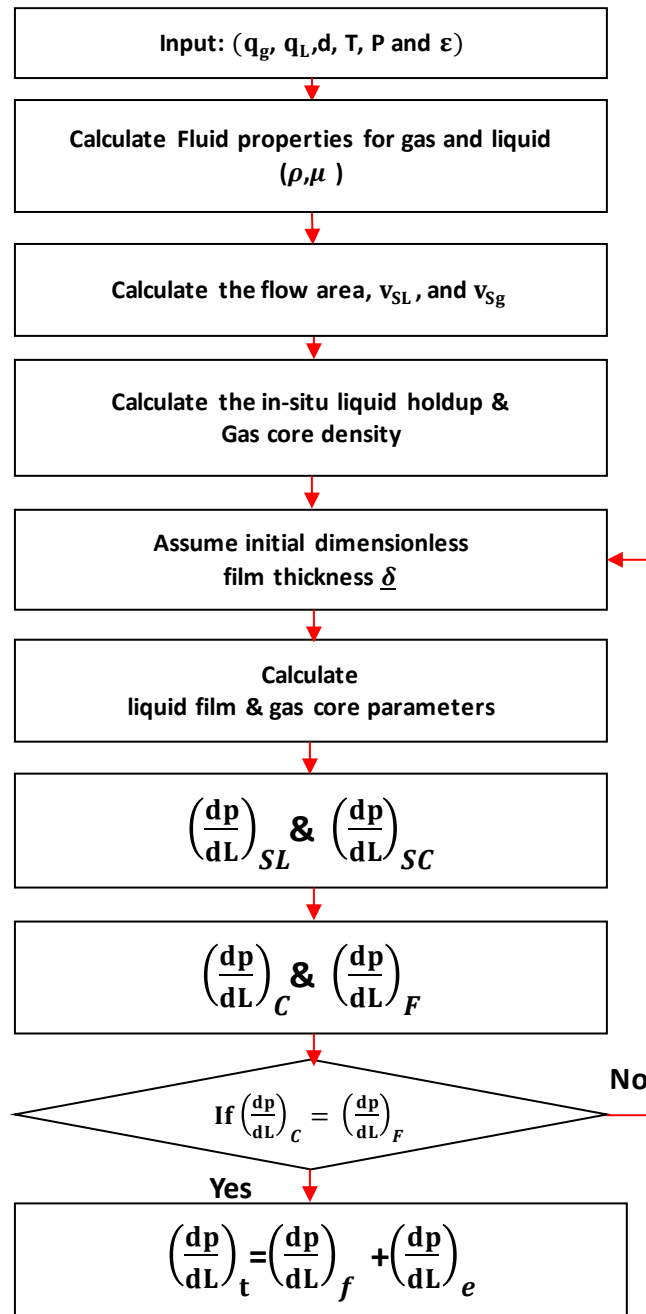 Input: (q_g, q_L,d, T, P and ε)
Calculate Fluid properties for gas and liquid
(ρ,μ )
Calculate the flow area, v_SL , and v_Sg
Calculate the in-situ liquid holdup &
Gas core density
Assume initial dimensionless
film thickness δ
Calculate
liquid film & gas core parameters
(dp/dL)_SL & (dp/dL)_SC
(dp/dL)_C & (dp/dL)_F
No
If (dp/dL)_C = (dp/dL)_F
Yes
(dp/dL)_t = (dp/dL)_f + (dp/dL)_e